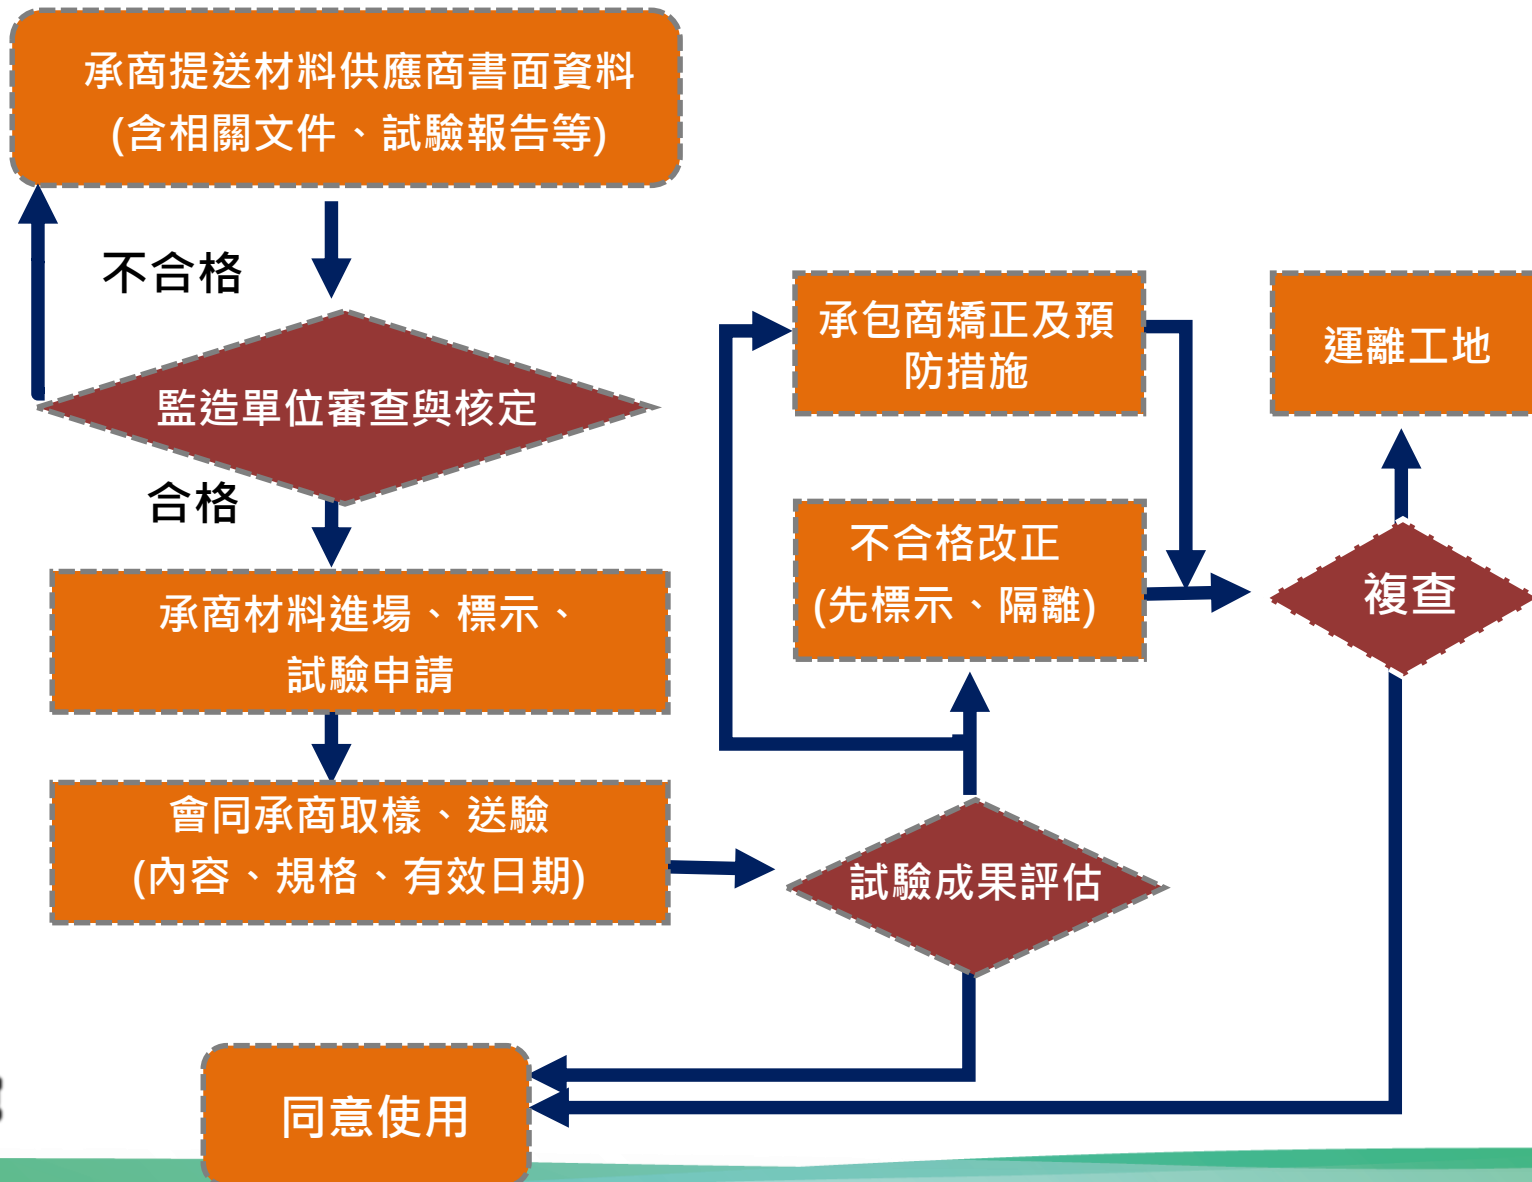 承商提送材料供應商書面資料
(含相關文件、試驗報告等)
不合格
監造單位審查與核定
合格
承商材料進場、標示、
試驗申請
會同承商取樣、送驗
(內容、規格、有效日期)
承包商矯正及預
防措施
不合格改正
(先標示、隔離)
試驗成果評估
運離工地
複查
同意使用